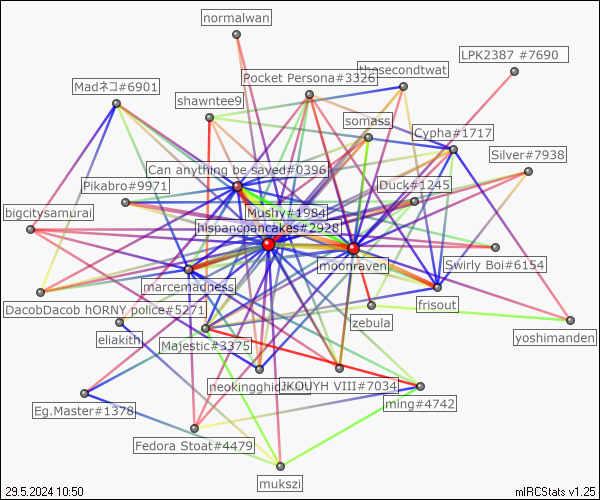 normalwan
LPK2387 #7690
thasecondtwat
Pocket Persona#3326
Madネコ#6901
shawntee9
somass
Cypha#1717
Silver#7938
Can anything be sayed#0396
Pikabro#9971
Duck#1245
bigcitysamurai
Mushy#1984
hispancpancakes#2928
moonraven
Swirly Boi#6154
marcemadness
frisout
DacobDacob hORNY police#5271
zebula
yoshimanden
eliakith
Majestic#3375
JKOUYH VIII#7034
ming#4742
Eg.Master#1378
Fedora Stoat#4479
mukszi
29.5.2024 10:50
mIRCStats v1.25